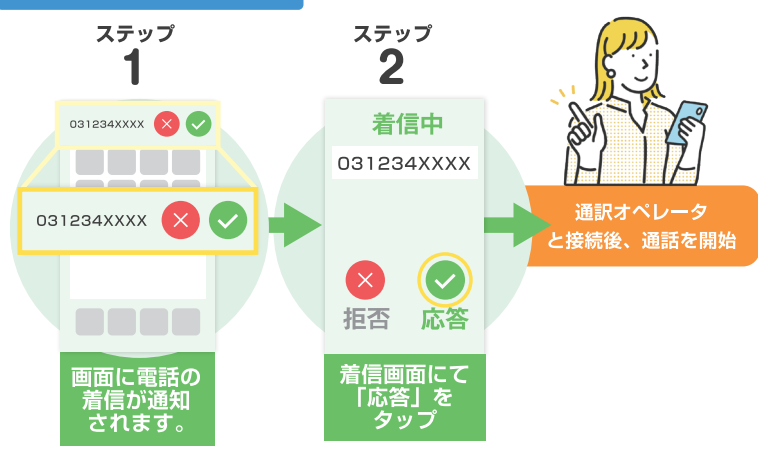 ステップ
1
031234XXXX
031234XXXX
画面に電話の
着信が通知
されます。
ステップ
2
着信中
031234XXXX
拒否
応答
着信画面にて
「応答」を
タップ
通訳オペレータ
と接続後、通話を開始